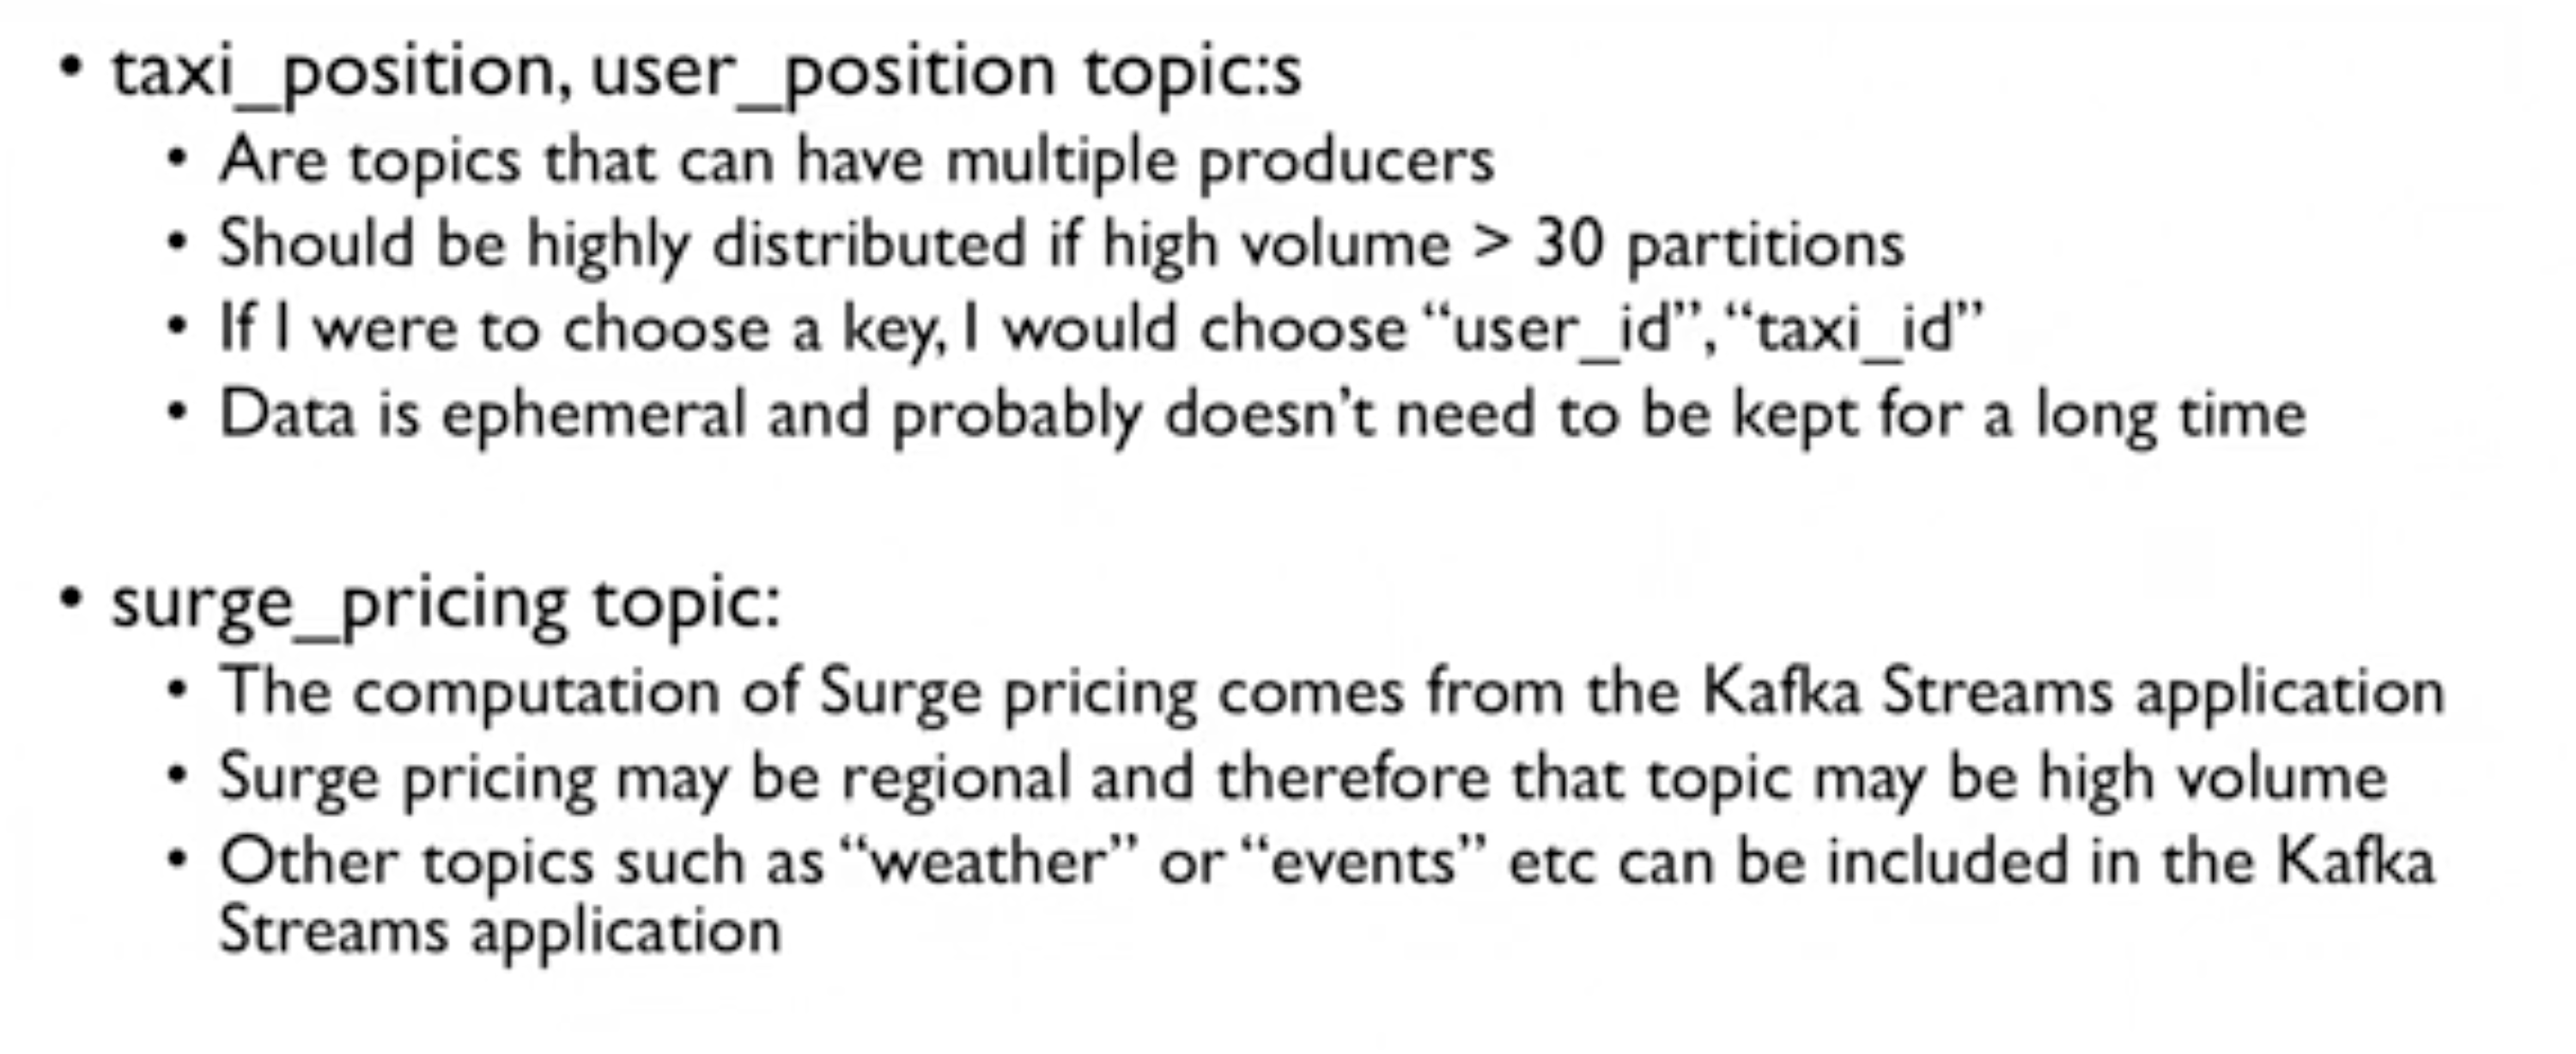 • taxi_position, user_position topic:s
• Are topics that can have multiple producers
• Should be highly distributed if high volume > 30 partitions
• If I were to choose a key, I would choose “user_id”, “taxi_id”
• Data is ephemeral and probably doesn’t need to be kept for a long time
• surge_pricing topic:
• The computation of Surge pricing comes from the Kafka Streams application
• Surge pricing may be regional and therefore that topic may be high volume
• Other topics such as “weather” or “events” etc can be included in the Kafka
Streams application